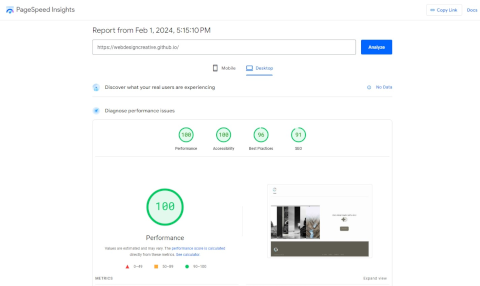 PageSpeed Insights
Copy Link Docs
Report from Feb 1, 2024, 5:15:10 PM
https://webdesigncreative.github.io/
Analyze
Mobile Desktop
Discover what your real users are experiencing
No Data
Diagnose performance issues
100 100 96 91
Performance Accessibility Best Practices SEO
100
Performance
Values are estimated and may vary. The performance score is calculated
directly from these metrics. See calculator.
0–49 50–89 90–100
METRICS
Expand view